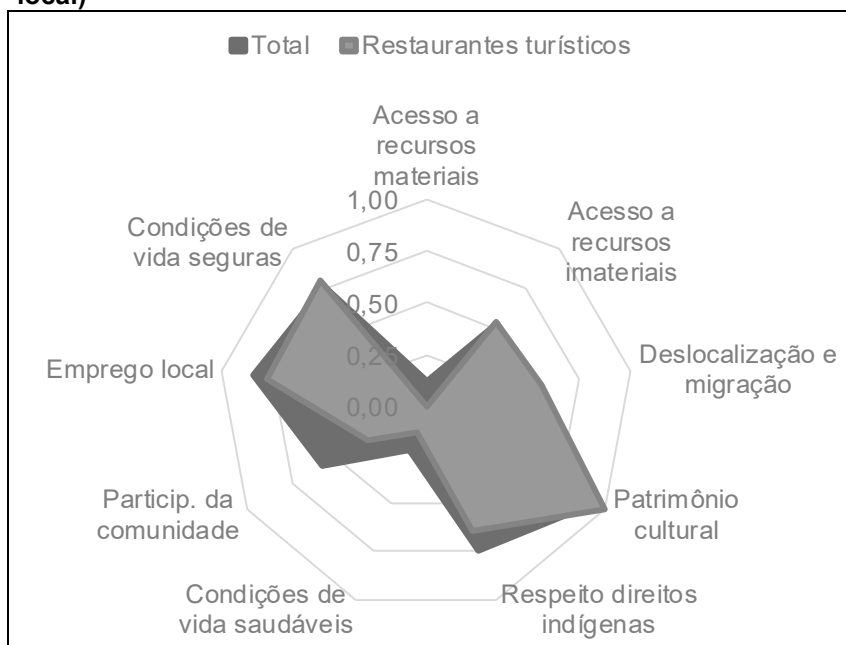 local)
Total Restaurantes turísticos
Acesso a
recursos
materiais
1,00
0,75
0,50
0,25
0,00
Acesso a
recursos
imateriais
Deslocalização e
migração
Patrimônio
cultural
Respeito direitos
indígenas
Condições de
vida saudáveis
Particip. da
comunidade
Emprego local
Condições de
vida seguras